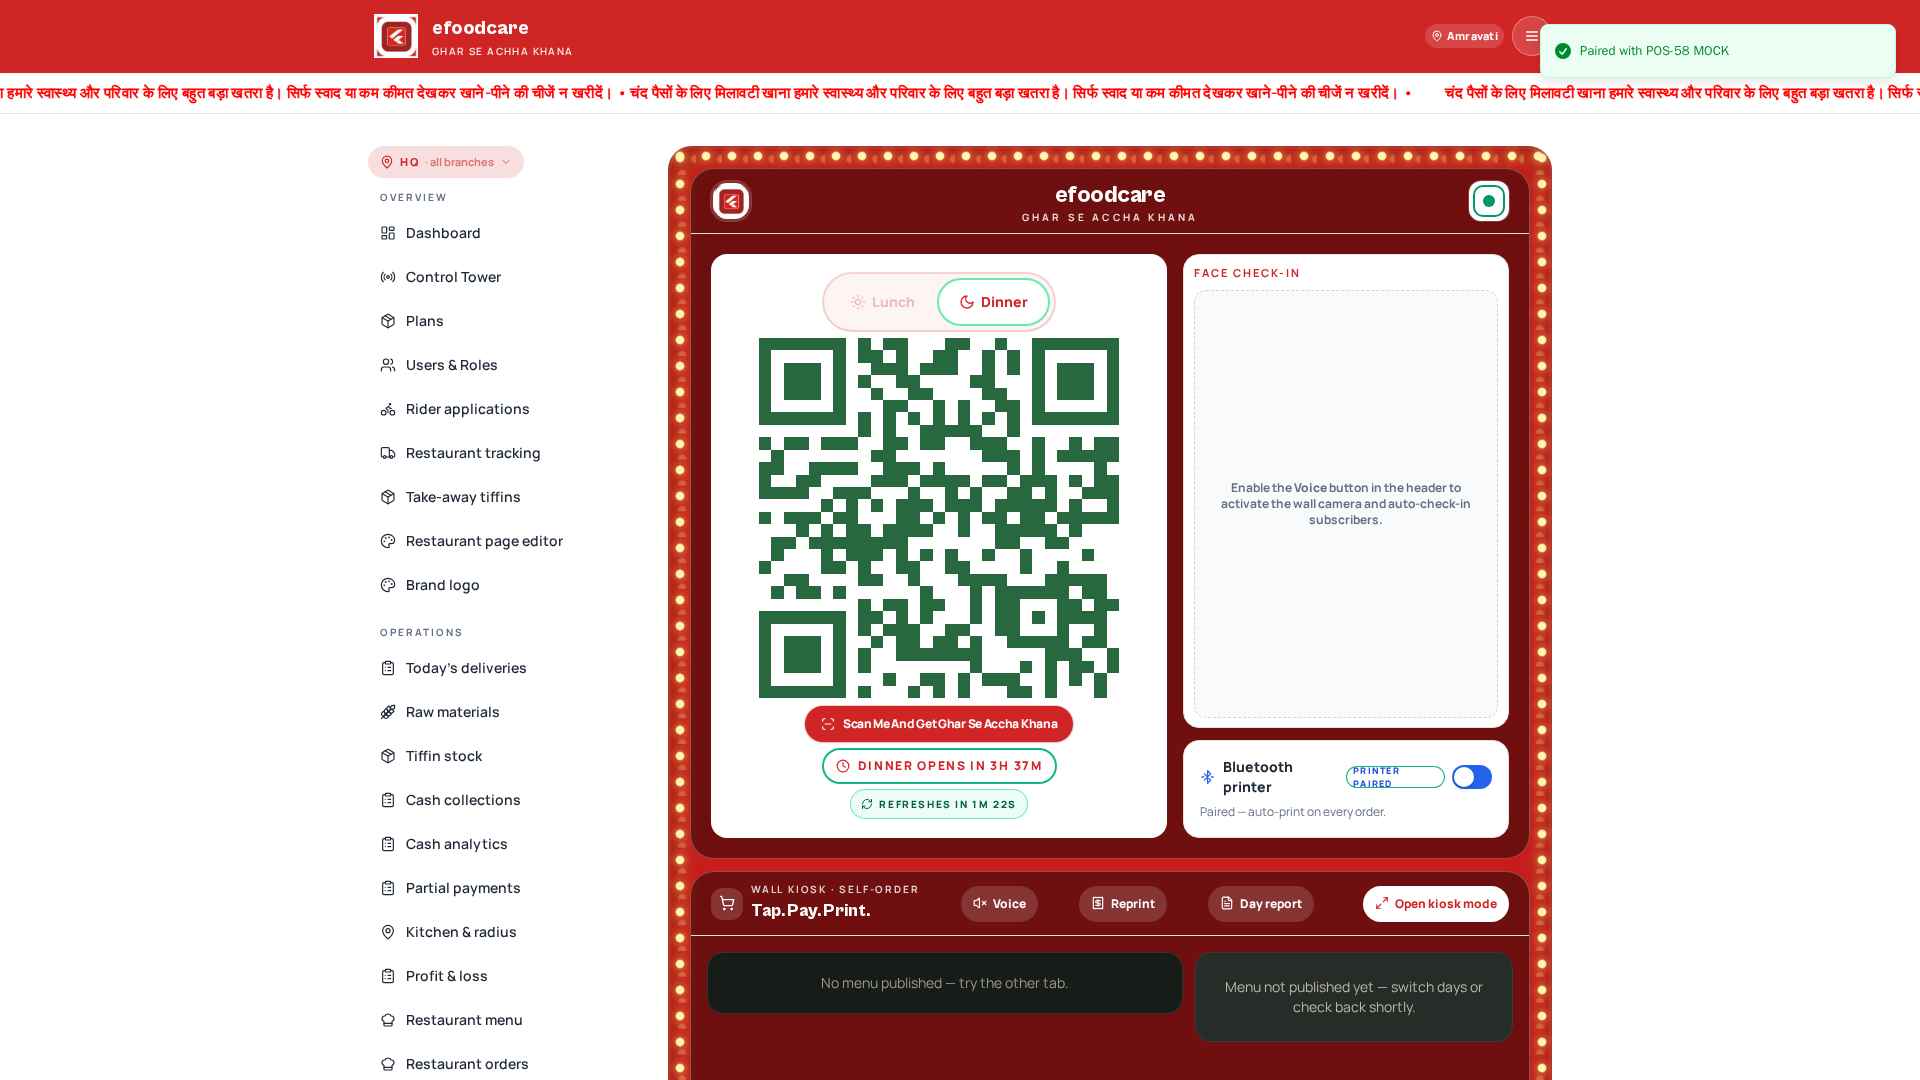 efoodcare
GHAR SE ACHHA KHANA
Amravati
Paired with POS-58 MOCK
हमारे स्वास्थ्य और परिवार के लिए बहुत बड़ा खतरा है। सिर्फ स्वाद या कम कीमत देखकर खाने-पीने की चीजें न खरीदें। • चंद पैसों के लिए मिलावटी खाना हमारे स्वास्थ्य और परिवार के लिए बहुत बड़ा खतरा है। सिर्फ स्वाद या कम कीमत देखकर खाने-पीने की चीजें न खरीदें। • चंद पैसों के लिए मिलावटी खाना हमारे स्वास्थ्य और परिवार के लिए बहुत बड़ा खतरा है। सिर्फ
HQ · all branches
OVERVIEW
Dashboard
Control Tower
Plans
Users & Roles
Rider applications
Restaurant tracking
Take-away tiffins
Restaurant page editor
Brand logo
OPERATIONS
Today's deliveries
Raw materials
Tiffin stock
Cash collections
Cash analytics
Partial payments
Kitchen & radius
Profit & loss
Restaurant menu
Restaurant orders
efoodcare
GHAR SE ACCHA KHANA
Lunch
Dinner
Scan Me And Get Ghar Se Accha Khana
DINNER OPENS IN 3H 37M
REFRESHES IN 1M 22S
FACE CHECK-IN
Enable the Voice button in the header to
activate the wall camera and auto-check-in
subscribers.
Bluetooth
printer
PRINTER
PAIRED
Paired — auto-print on every order.
WALL KIOSK · SELF-ORDER
Tap. Pay. Print.
Voice
Reprint
Day report
Open kiosk mode
No menu published — try the other tab.
Menu not published yet — switch days or
check back shortly.